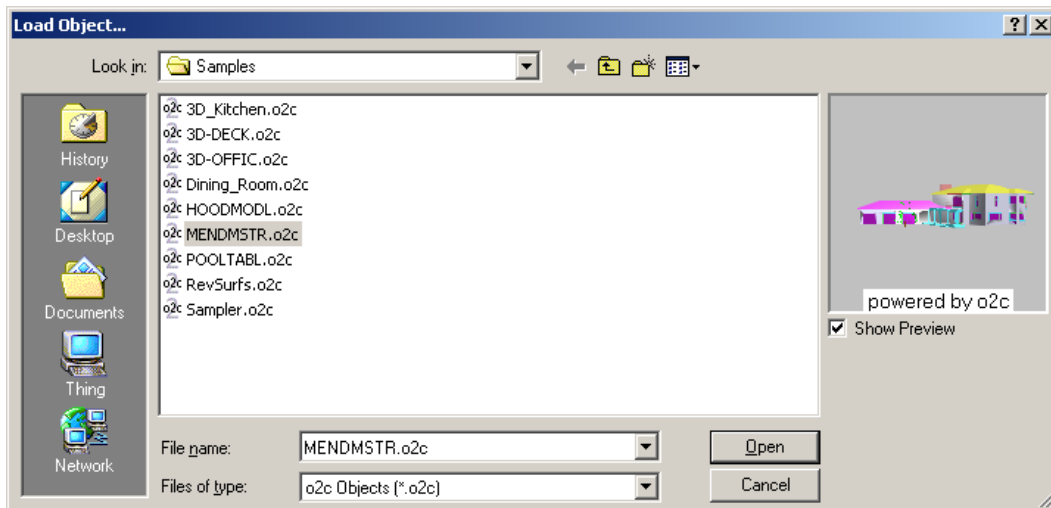 Load Object...
Look in: Samples
o2c 3D_Kitchen.o2c
o2c 3D-DECK.o2c
o2c 3D-OFFIC.o2c
o2c Dining_Room.o2c
o2c HOODMODL.o2c
o2c MENDMSTR.o2c
o2c POOLTABL.o2c
o2c RevSurfs.o2c
o2c Sampler.o2c
History
Desktop
Documents
Thing
Network
powered by o2c
Show Preview
File name: MENDMSTR.o2c Open
Files of type: o2c Objects (*.o2c) Cancel